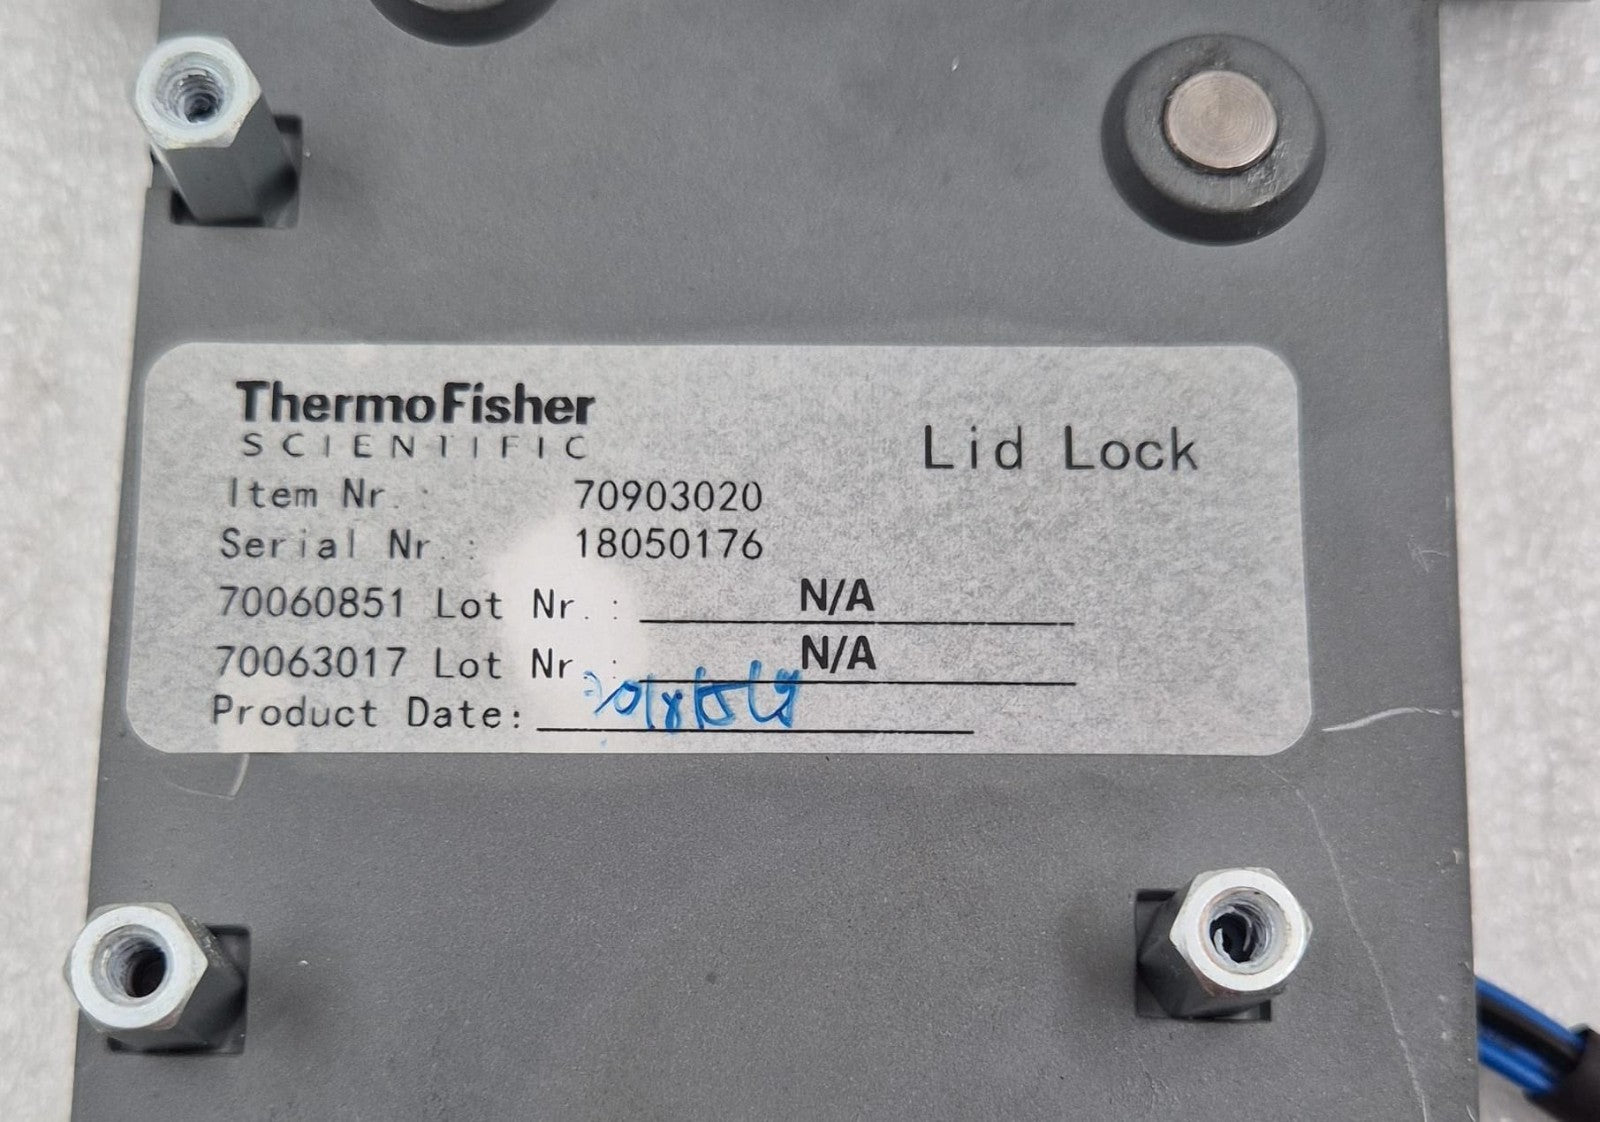 ThermoFisher
SCIENTIFIC
Lid Lock
Item Nr.: 70903020
Serial Nr.: 18050176
70060851 Lot Nr.: N/A
70063017 Lot Nr.: N/A
Product Date: